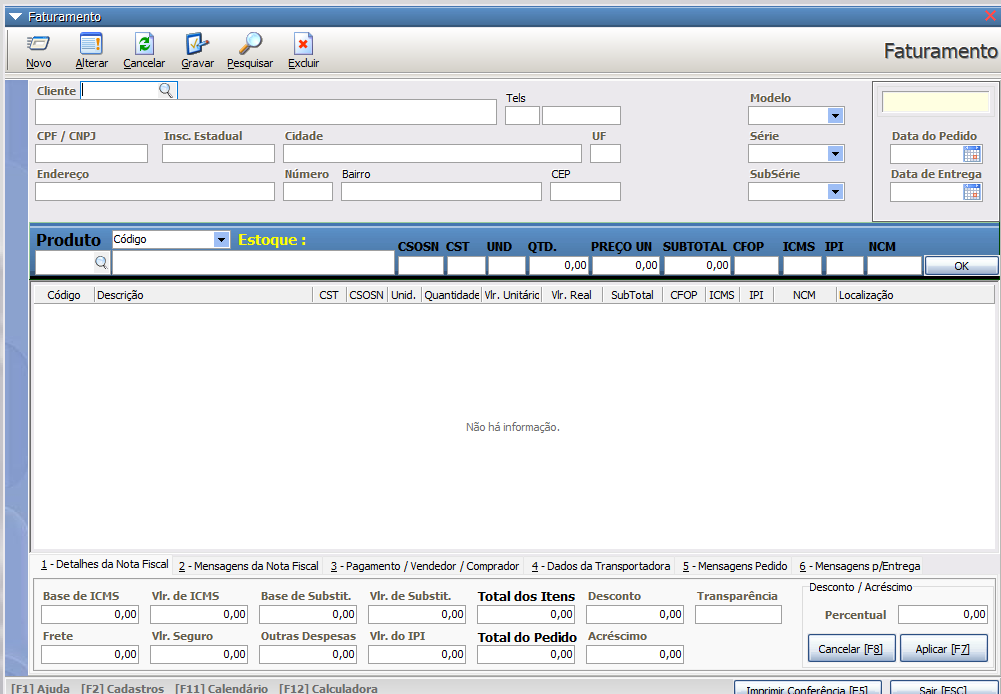 Faturamento
Novo Alterar Cancelar Gravar Pesquisar Excluir Faturamento
Cliente
Tels
Modelo
CPF / CNPJ Insc. Estadual Cidade UF Série Data do Pedido
Endereço Número Bairro CEP SubSérie Data de Entrega
Produto Código Estoque :
CSOSN CST UND QTD. PREÇO UN SUBTOTAL CFOP ICMS IPI NCM
0,00 0,00 0,00 OK
Código Descrição CST CSOSN Unid. Quantidade Vlr. Unitáric Vlr. Real SubTotal CFOP ICMS IPI NCM Localização
Não há informação.
1 - Detalhes da Nota Fiscal 2 - Mensagens da Nota Fiscal 3 - Pagamento / Vendedor / Comprador 4 - Dados da Transportadora 5 - Mensagens Pedido 6 - Mensagens p/Entrega
Base de ICMS Vlr. de ICMS Base de Substit. Vlr. de Substit. Total dos Itens Desconto Transparência Desconto / Acréscimo
0,00 0,00 0,00 0,00 0,00 0,00 Percentual 0,00
Frete Vlr. Seguro Outras Despesas Vlr. do IPI Total do Pedido Acréscimo
0,00 0,00 0,00 0,00 0,00 0,00 Cancelar [F8] Aplicar [F7]
[F1] Ajuda [F2] Cadastros [F11] Calendário [F12] Calculadora Imprimir Conferência [F5] Sair [ESC]